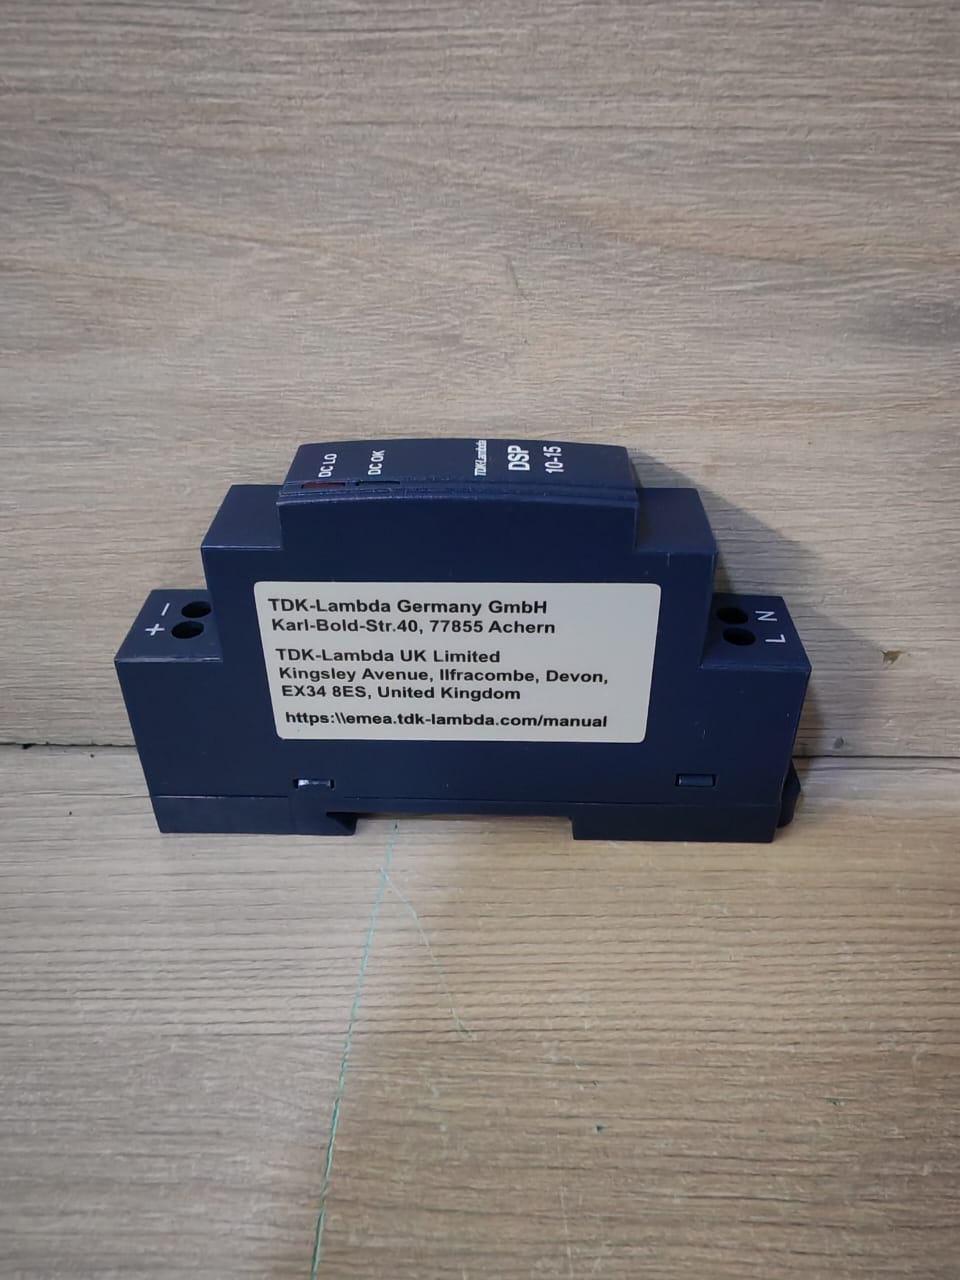 DC LO
DC OK
TDK-Lambda
DSP
10-15
− +
N L
TDK-Lambda Germany GmbH
Karl-Bold-Str.40, 77855 Achern
TDK-Lambda UK Limited
Kingsley Avenue, Ilfracombe, Devon,
EX34 8ES, United Kingdom
https:\\emea.tdk-lambda.com/manual